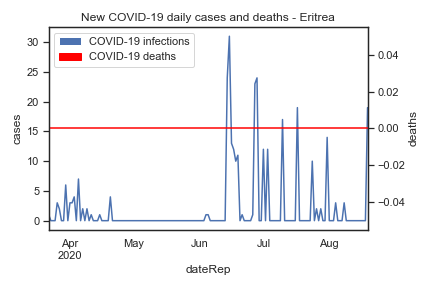 New COVID-19 daily cases and deaths - Eritrea
COVID-19 infections
COVID-19 deaths
30
25
20
15
10
5
0
cases
0.04
0.02
0.00
−0.02
−0.04
deaths
Apr
2020
May
Jun
Jul
Aug
dateRep